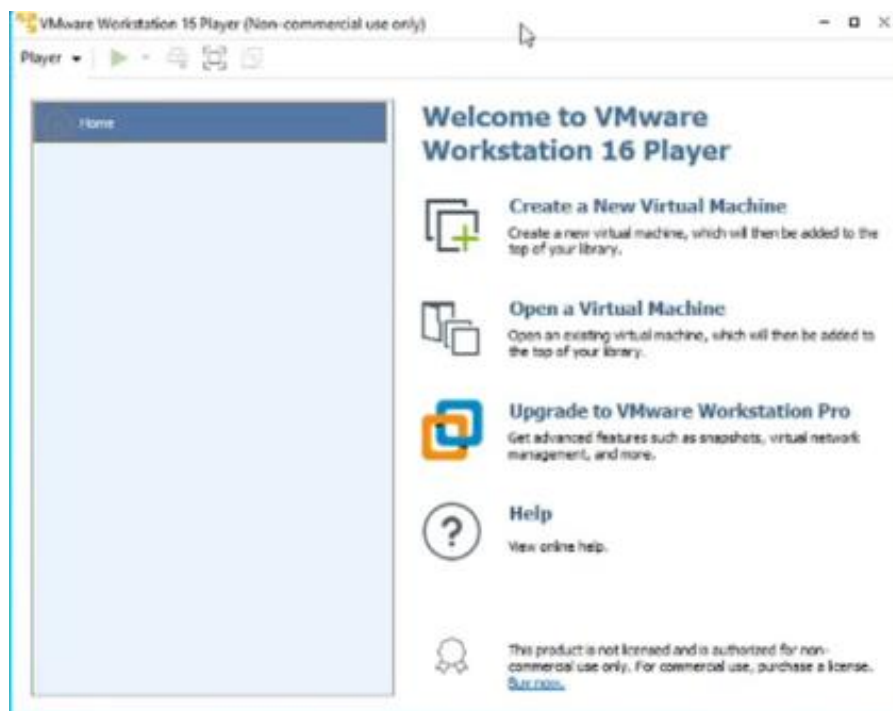 VMware Workstation 16 Player (Non-commercial use only)
Player
Home
Welcome to VMware
Workstation 16 Player
Create a New Virtual Machine
Create a new virtual machine, which will then be added to the
top of your library.
Open a Virtual Machine
Open an existing virtual machine, which will then be added to
the top of your library.
Upgrade to VMware Workstation Pro
Get advanced features such as snapshots, virtual network
management, and more.
Help
View online help.
This product is not licensed and is authorized for non-
commercial use only. For commercial use, purchase a license.
Buy now.